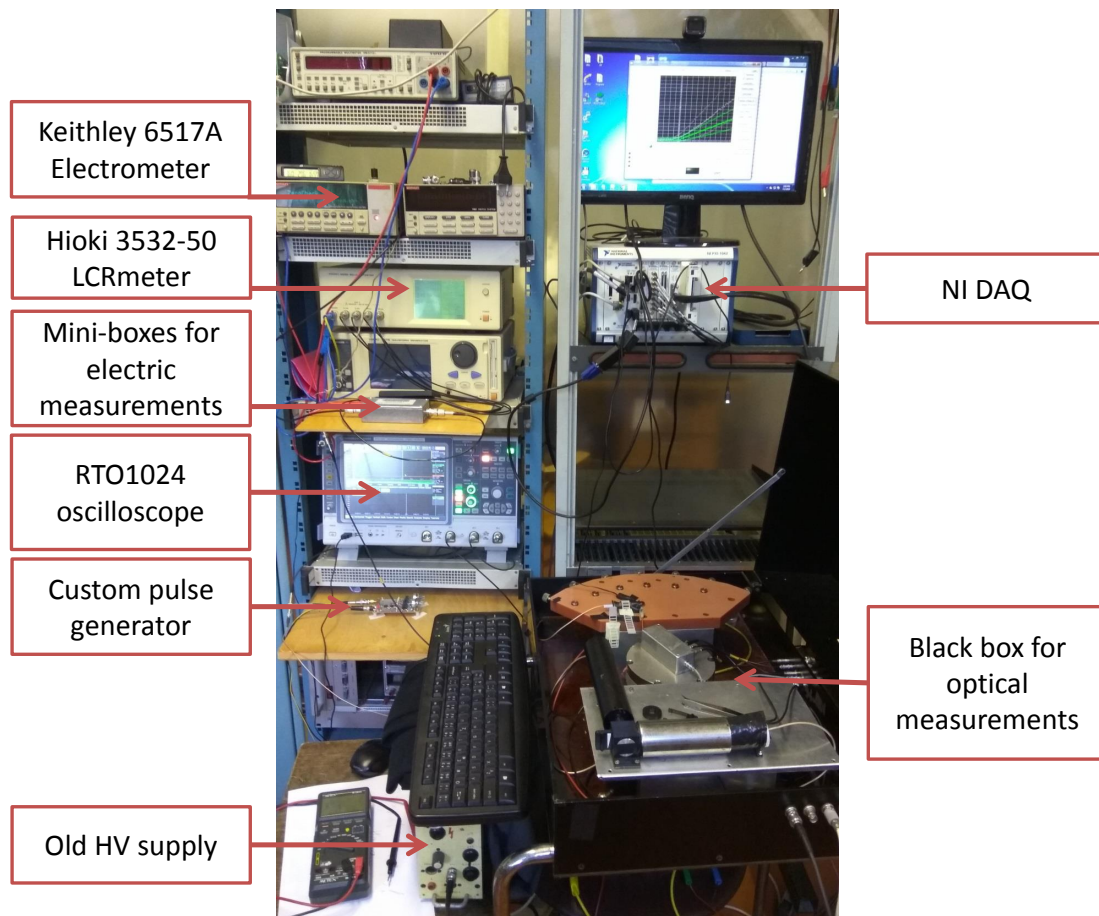 Keithley 6517A
Electrometer
Hioki 3532-50
LCRmeter
Mini-boxes for
electric
measurements
RTO1024
oscilloscope
Custom pulse
generator
Old HV supply
NI DAQ
Black box for
optical
measurements
BenQ